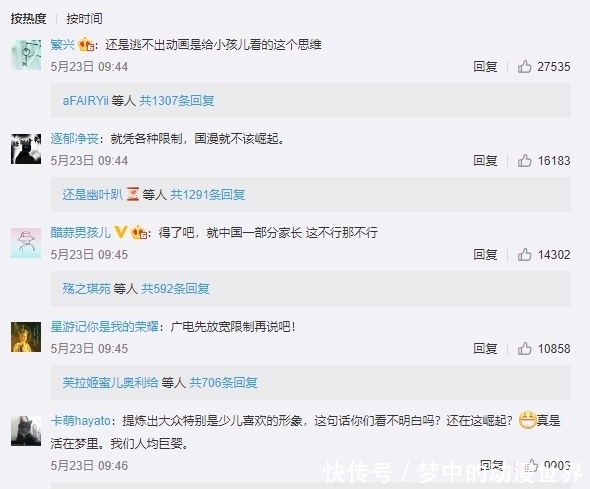 按热度 | 按时间
繁兴：还是逃不出动画是给小孩儿看的这个思维
5月23日 09:44 回复 27535
aFAIRYii 等人 共1307条回复
逐郁净丧：就凭各种限制，国漫就不该崛起。
5月23日 09:44 回复 16183
还是幽叶趴 等人 共1291条回复
醋蒜男孩儿：得了吧，就中国一部分家长 这不行那不行
5月23日 09:45 回复 14302
殇之琪苑 等人 共592条回复
星游记你是我的荣耀：广电先放宽限制再说吧！
5月23日 09:45 回复 10858
芙拉姬蜜儿奥利给 等人 共706条回复
卡萌hayato：提炼出大众特别是少儿喜欢的形象，这句话你们看不明白吗？还在这崛起？真是
活在梦里。我们人均巨婴。
5月23日 09:46 回复
快传号 / 梦中的动漫世界